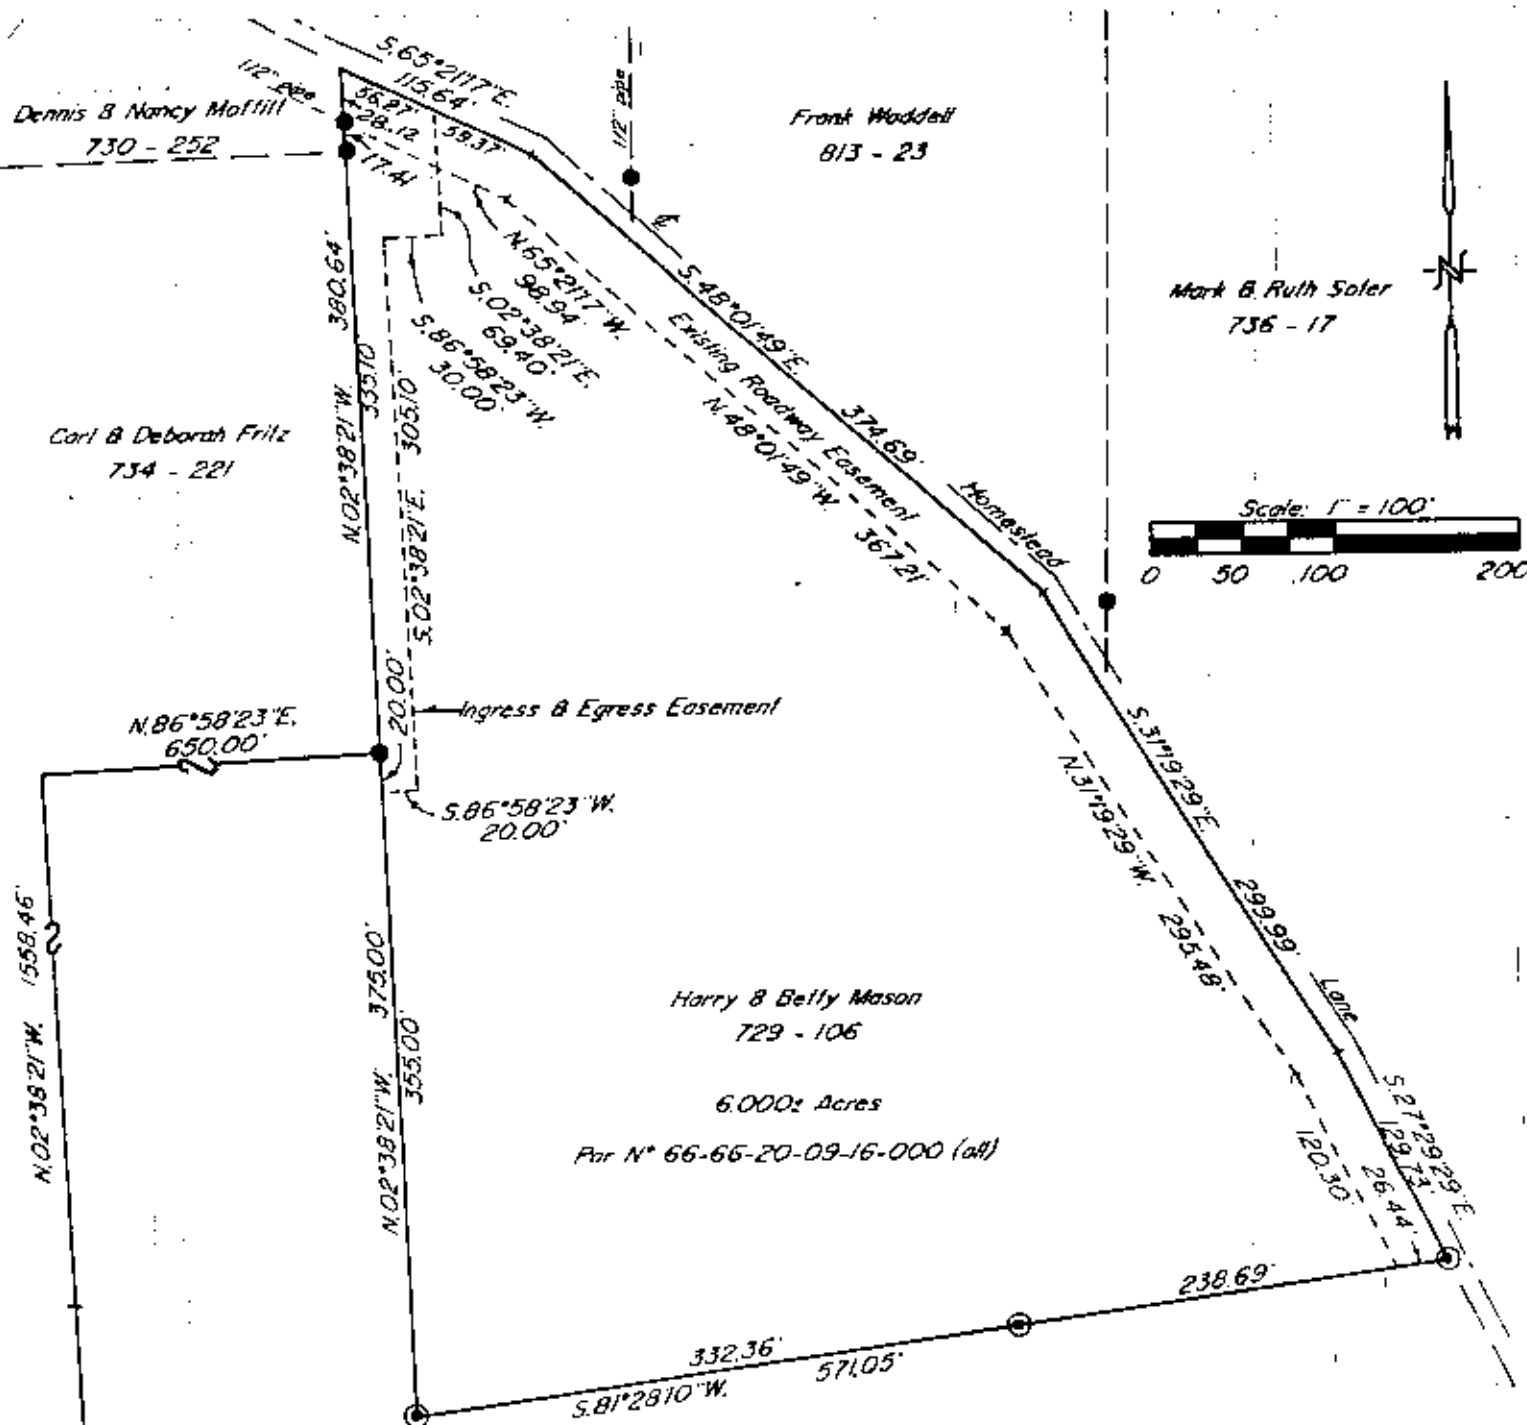 S.65°21'17"E.
115.64'
1 1/2" pipe
56.27
28.12
59.37'
17.41
1 1/2" pipe
Dennis & Nancy Moffitt
730 - 252
Frank Waddell
813 - 23
Mark & Ruth Saler
736 - 17
N
Scale: 1" = 100'
0 50 100 200
N.65°21'17"W.
98.94'
S.02°38'21"E.
69.40'
S.86°58'23"W.
30.00'
S.48°01'49"E. 374.69'
Existing Roadway Easement
N.48°01'49"W. 367.21'
Homestead
Lane
380.64'
N.02°38'21"W. 335.10'
S.02°38'21"E. 305.10'
Carl & Deborah Fritz
734 - 221
20.00'
Ingress & Egress Easement
N.86°58'23"E.
650.00'
S.86°58'23"W.
20.00'
S.31°19'29"E. 299.99'
N.31°19'29"W. 295.48'
N.02°38'21"W. 1558.46'
N.02°38'21"W. 375.00'
355.00'
Harry & Betty Mason
729 - 106
6.000± Acres
Par Nº 66-66-20-09-16-000 (all)
S.27°29'29"E.
129.73'
26.44'
120.30'
238.69'
332.36'
571.05'
S.81°28'10"W.